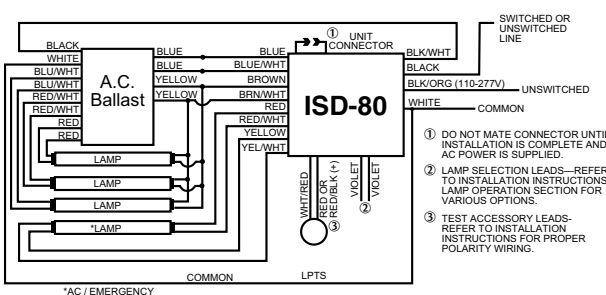 ① UNIT
CONNECTOR
SWITCHED OR
UNSWITCHED
LINE
BLACK
WHITE
BLU/WHT
BLU/WHT
RED/WHT
RED/WHT
RED
RED
A.C.
Ballast
BLUE
BLUE
YELLOW
YELLOW
BLUE
BLUE/WHT
BROWN
BRN/WHT
RED
RED/WHT
YELLOW
YEL/WHT
ISD-80
BLK/WHT
BLACK
BLK/ORG (110-277V)
UNSWITCHED
WHITE
COMMON
LAMP
LAMP
LAMP
*LAMP
WHT/RED
RED OR
RED/BLK (+)
③
VIOLET
VIOLET
②
① DO NOT MATE CONNECTOR UNTIL
INSTALLATION IS COMPLETE AND
AC POWER IS SUPPLIED.
② LAMP SELECTION LEADS—REFER
TO INSTALLATION INSTRUCTIONS
LAMP OPERATION SECTION FOR
VARIOUS OPTIONS.
③ TEST ACCESSORY LEADS-
REFER TO INSTALLATION
INSTRUCTIONS FOR PROPER
POLARITY WIRING.
COMMON
LPTS
*AC / EMERGENCY